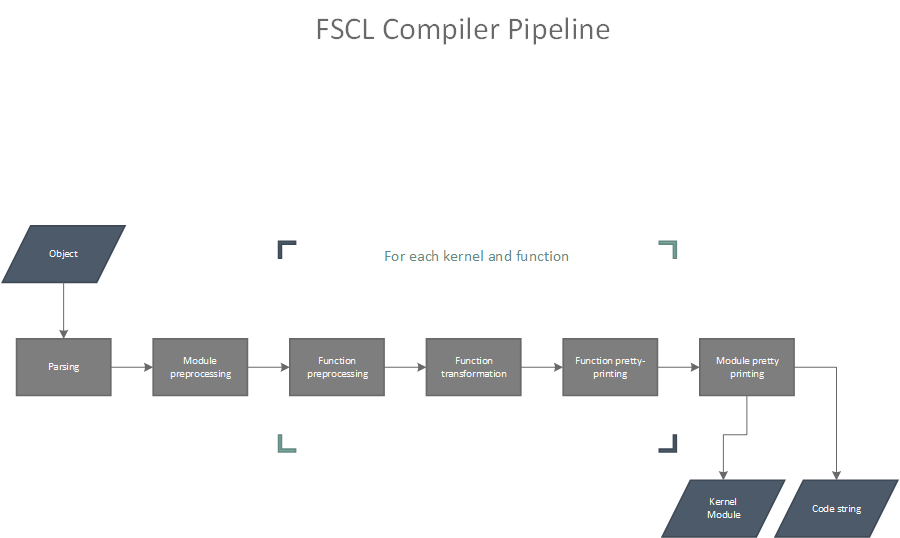 FSCL Compiler Pipeline
Object
For each kernel and function
Parsing
Module
preprocessing
Function
preprocessing
Function
transformation
Function pretty-
printing
Module pretty
printing
Kernel
Module
Code string